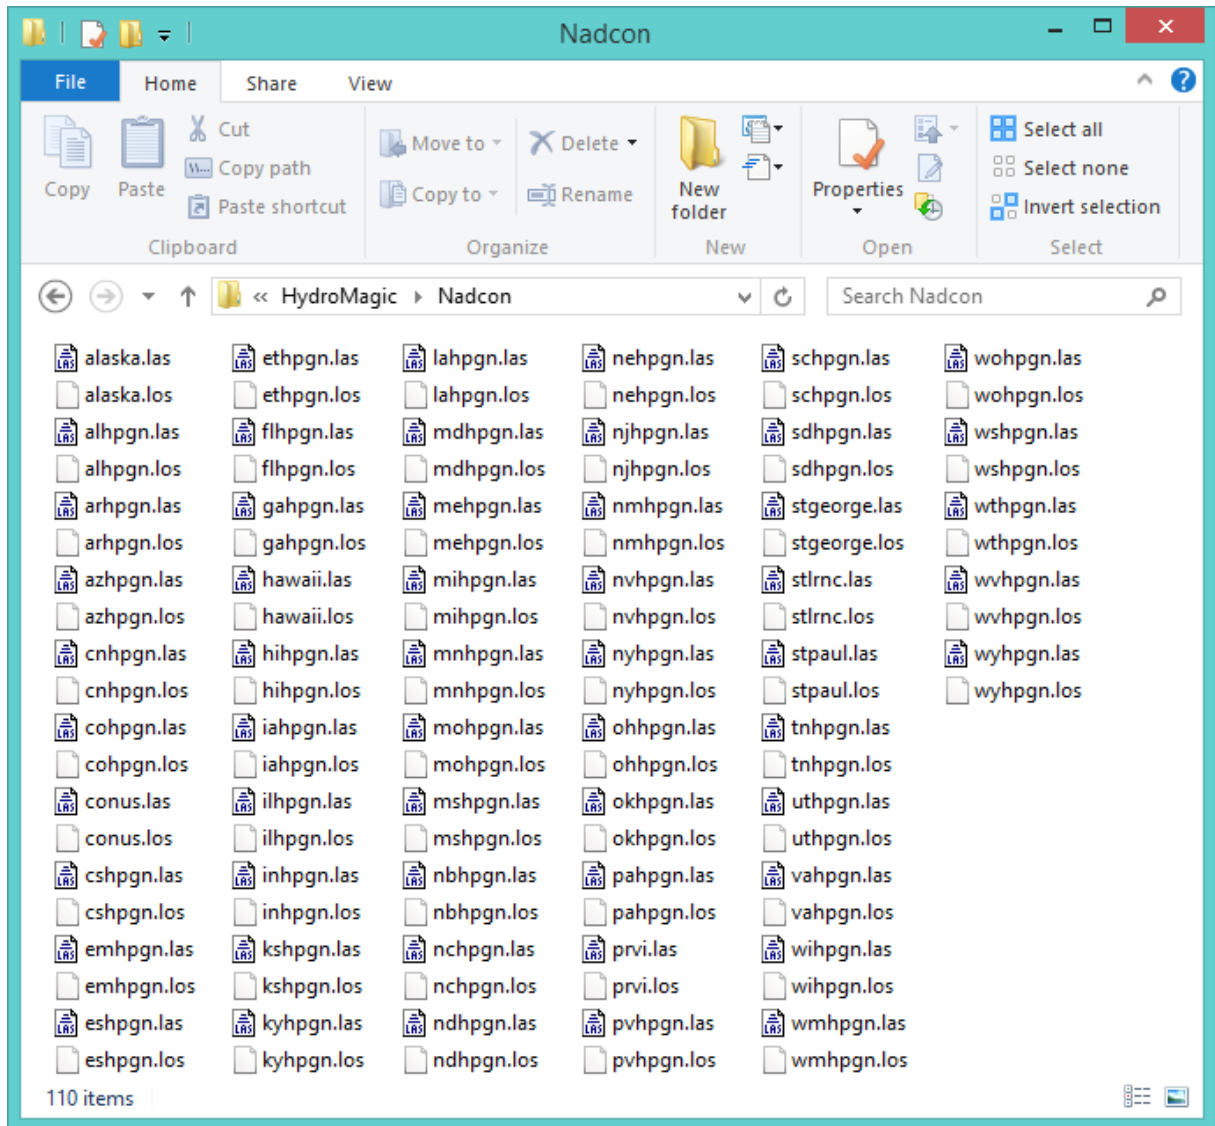 Nadcon
File Home Share View
Copy
Paste
Cut
Copy path
Paste shortcut
Clipboard
Move to
Copy to
Delete
Rename
Organize
New folder
New
Properties
Open
Select all
Select none
Invert selection
Select
« HydroMagic Nadcon
Search Nadcon
alaska.las ethpgn.las lahpgn.las nehpgn.las schpgn.las wohpgn.las
alaska.los ethpgn.los lahpgn.los nehpgn.los schpgn.los wohpgn.los
alhpgn.las flhpgn.las mdhpgn.las njhpgn.las sdhpgn.las wshpgn.las
alhpgn.los flhpgn.los mdhpgn.los njhpgn.los sdhpgn.los wshpgn.los
arhpgn.las gahpgn.las mehpgn.las nmhpgn.las stgeorge.las wthpgn.las
arhpgn.los gahpgn.los mehpgn.los nmhpgn.los stgeorge.los wthpgn.los
azhpgn.las hawaii.las mihpgn.las nvhpgn.las stlrnc.las wvhpgn.las
azhpgn.los hawaii.los mihpgn.los nvhpgn.los stlrnc.los wvhpgn.los
cnhpgn.las hihpgn.las mnhpgn.las nyhpgn.las stpaul.las wyhpgn.las
cnhpgn.los hihpgn.los mnhpgn.los nyhpgn.los stpaul.los wyhpgn.los
cohpgn.las iahpgn.las mohpgn.las ohhpgn.las tnhpgn.las
cohpgn.los iahpgn.los mohpgn.los ohhpgn.los tnhpgn.los
conus.las ilhpgn.las mshpgn.las okhpgn.las uthpgn.las
conus.los ilhpgn.los mshpgn.los okhpgn.los uthpgn.los
cshpgn.las inhpgn.las nbhpgn.las pahpgn.las vahpgn.las
cshpgn.los inhpgn.los nbhpgn.los pahpgn.los vahpgn.los
emhpgn.las kshpgn.las nchpgn.las prvi.las wihpgn.las
emhpgn.los kshpgn.los nchpgn.los prvi.los wihpgn.los
eshpgn.las kyhpgn.las ndhpgn.las pvhpgn.las wmhpgn.las
eshpgn.los kyhpgn.los ndhpgn.los pvhpgn.los wmhpgn.los
110 items